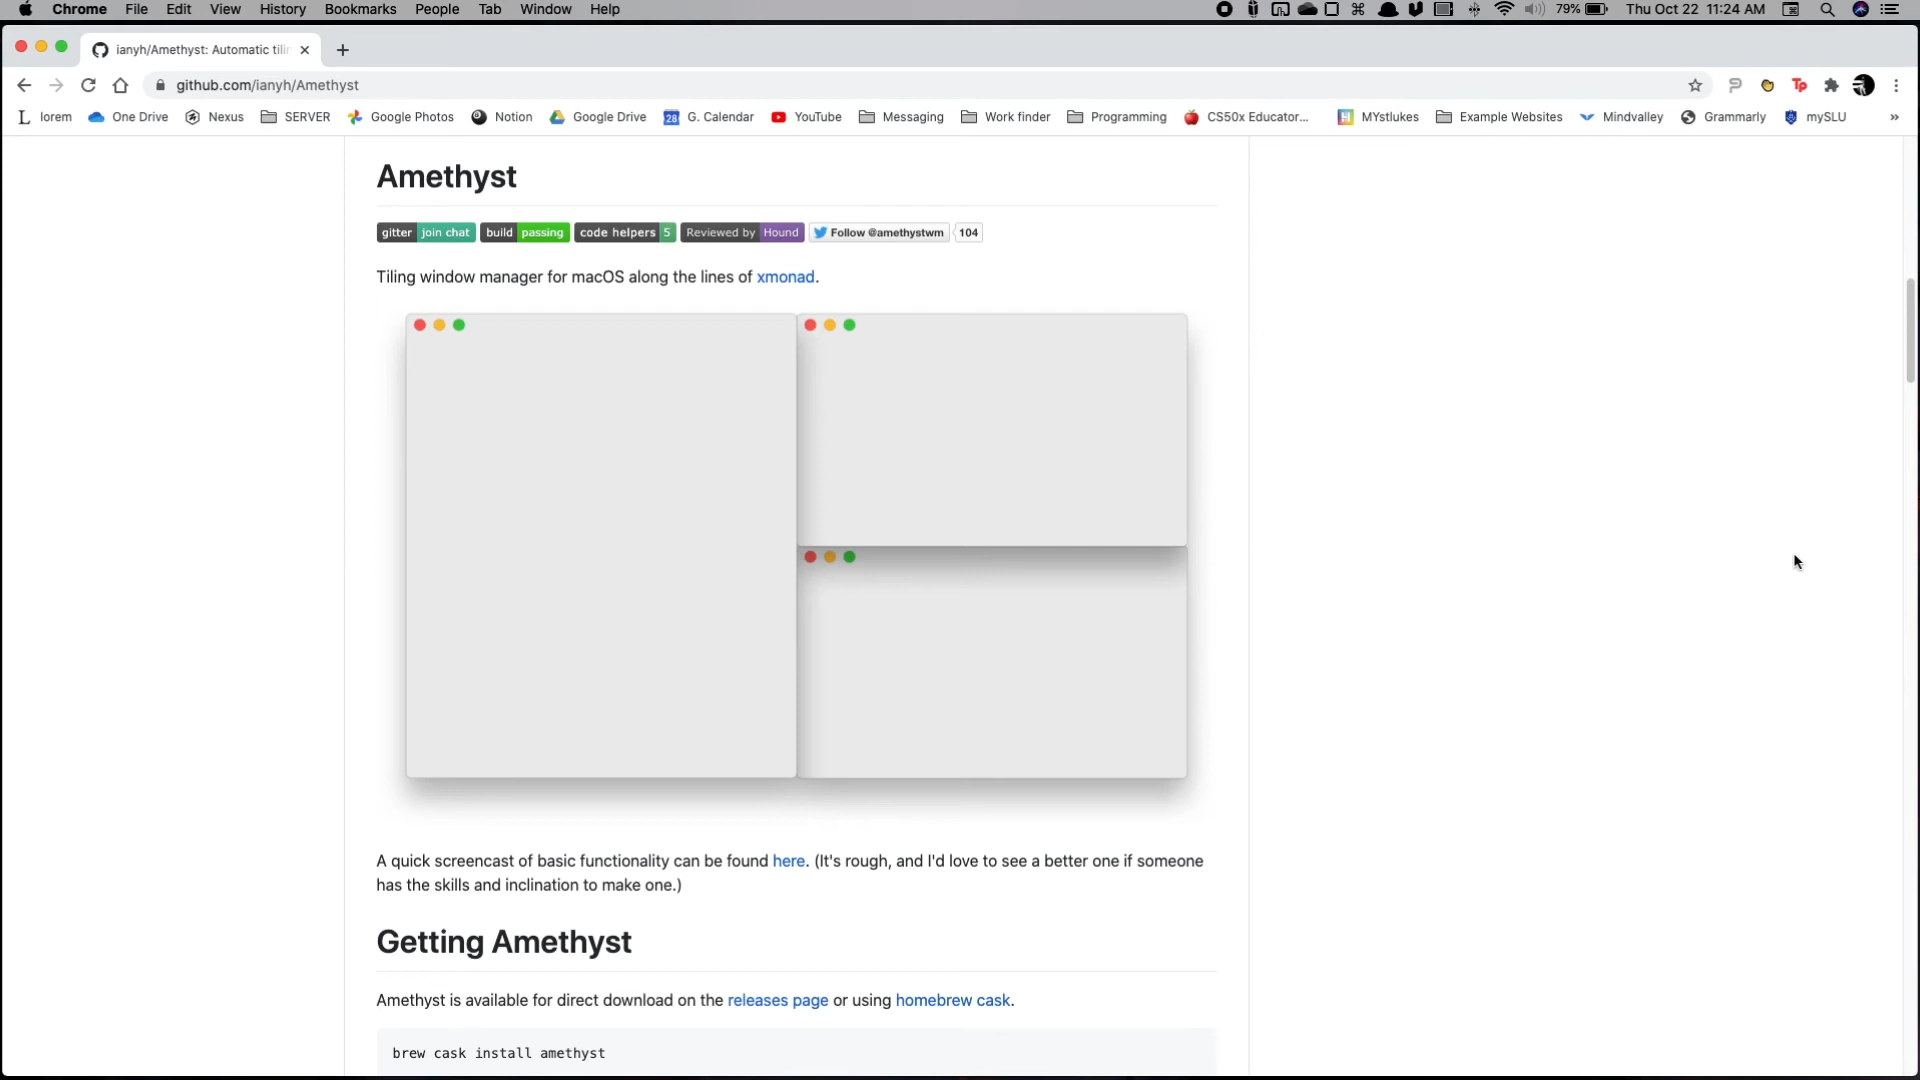 Chrome File Edit View History Bookmarks People Tab Window Help 79% Thu Oct 22 11:24 AM
ianyh/Amethyst: Automatic tilin
github.com/ianyh/Amethyst
lorem One Drive Nexus SERVER Google Photos Notion Google Drive 28 G. Calendar YouTube Messaging Work finder Programming CS50x Educator... MYstlukes Example Websites Mindvalley Grammarly mySLU »
Amethyst
gitter join chat build passing code helpers 5 Reviewed by Hound Follow @amethystwm 104
Tiling window manager for macOS along the lines of xmonad.
A quick screencast of basic functionality can be found here. (It's rough, and I'd love to see a better one if someone
has the skills and inclination to make one.)
Getting Amethyst
Amethyst is available for direct download on the releases page or using homebrew cask.
brew cask install amethyst